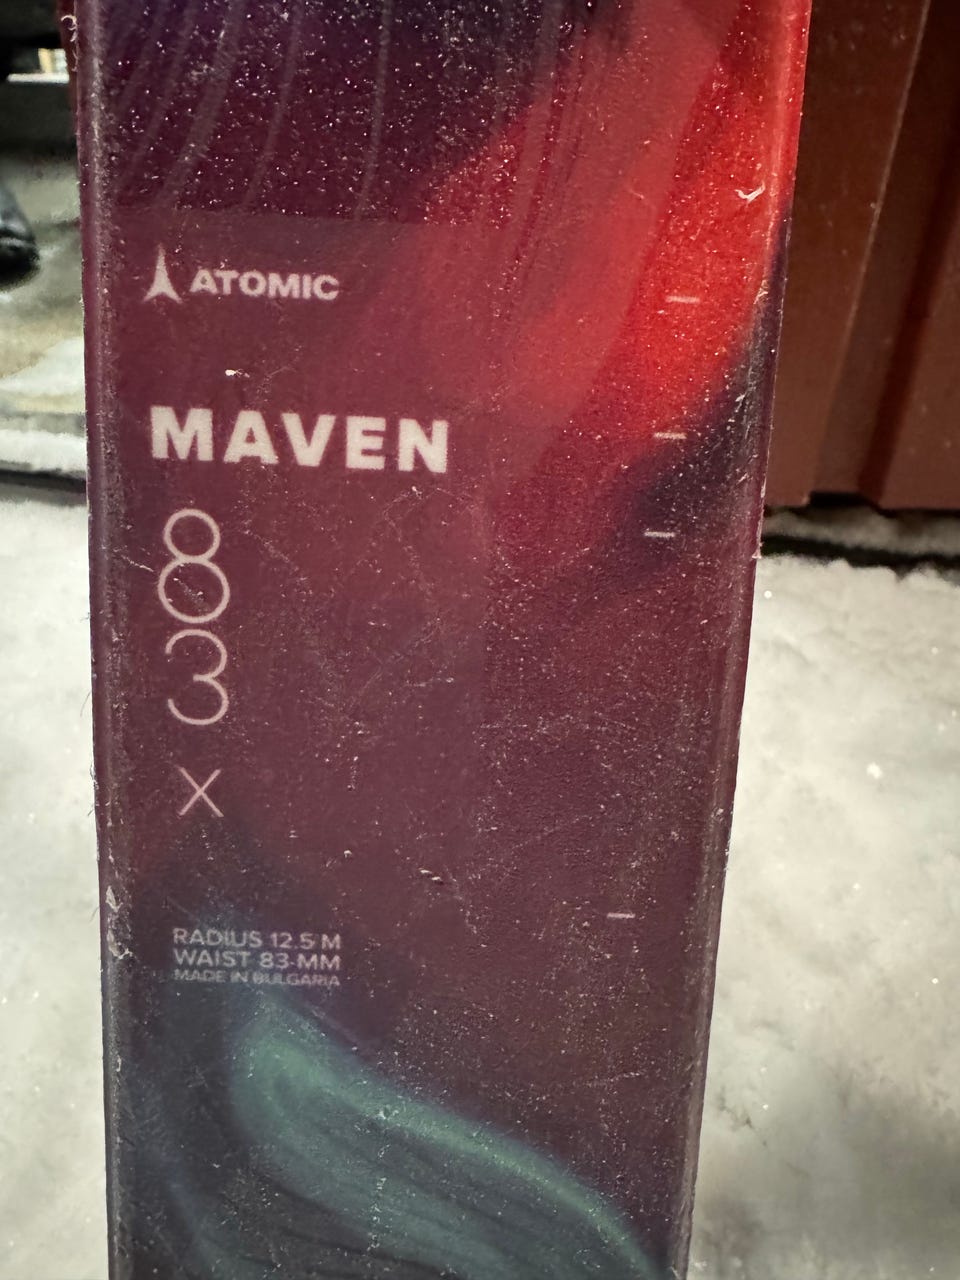 ATOMIC
MAVEN
8
3
X
RADIUS 12.5 M
WAIST 83 MM
MADE IN BULGARIA